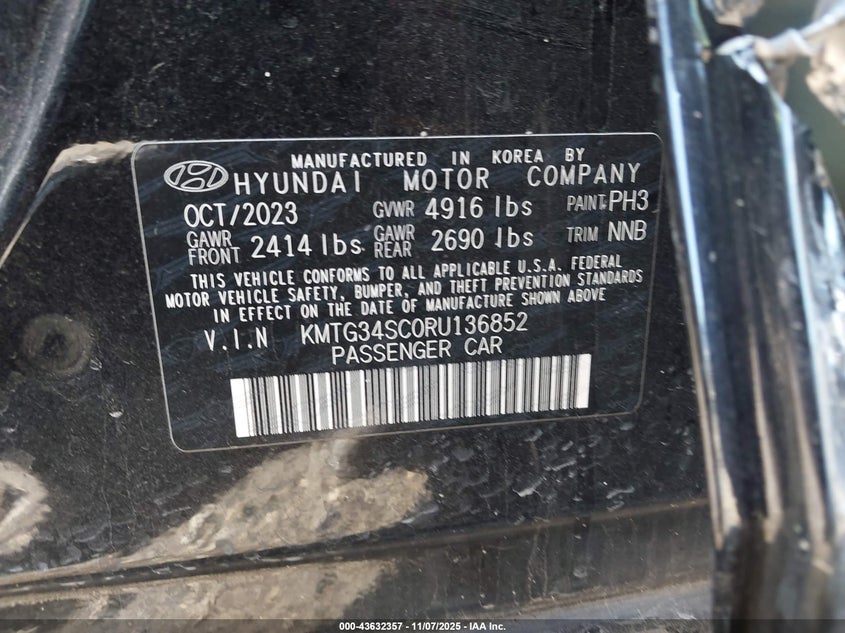 MANUFACTURED IN KOREA BY
HYUNDAI MOTOR COMPANY
OCT/2023 GVWR 4916 lbs PAINT:PH3
GAWR FRONT 2414 lbs GAWR REAR 2690 lbs TRIM NNB
THIS VEHICLE CONFORMS TO ALL APPLICABLE U.S.A. FEDERAL
MOTOR VEHICLE SAFETY, BUMPER, AND THEFT PREVENTION STANDARDS
IN EFFECT ON THE DATE OF MANUFACTURE SHOWN ABOVE
V.I.N KMTG34SC0RU136852
PASSENGER CAR
000-43632357 - 11/07/2025 - IAA Inc.